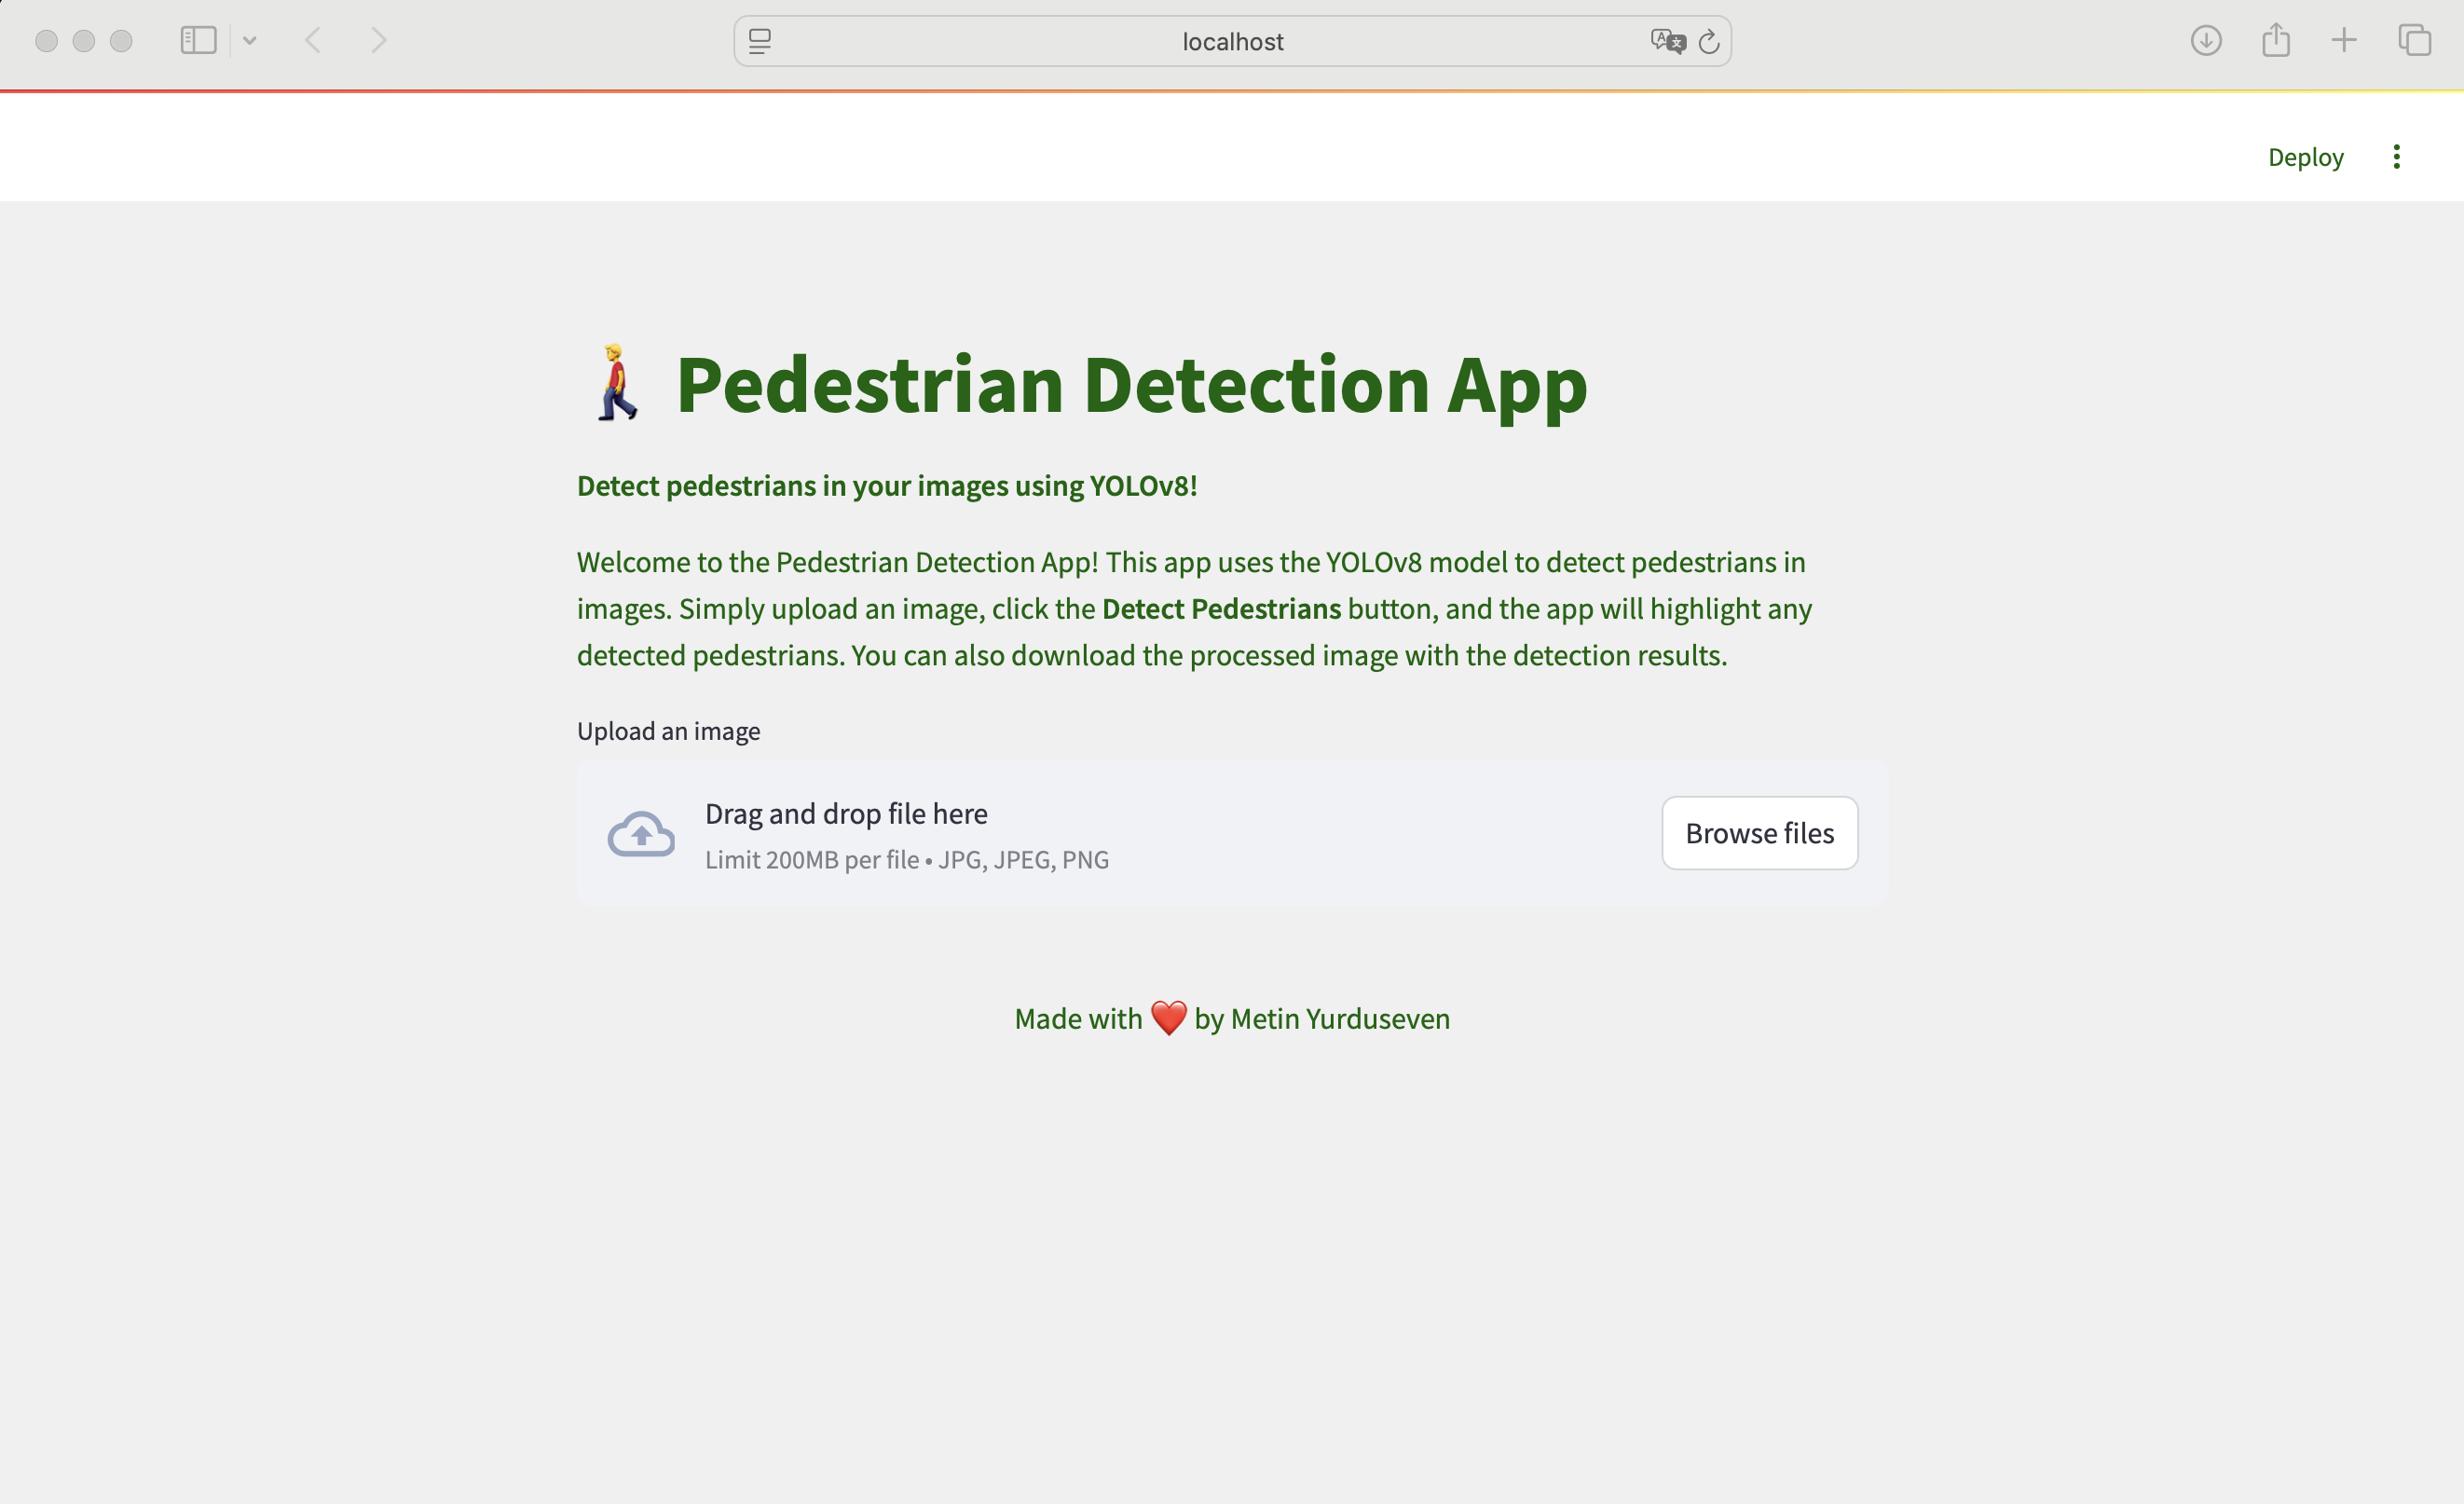 localhost
Deploy
Pedestrian Detection App
Detect pedestrians in your images using YOLOv8!
Welcome to the Pedestrian Detection App! This app uses the YOLOv8 model to detect pedestrians in
images. Simply upload an image, click the Detect Pedestrians button, and the app will highlight any
detected pedestrians. You can also download the processed image with the detection results.
Upload an image
Drag and drop file here
Limit 200MB per file • JPG, JPEG, PNG
Browse files
Made with ❤️ by Metin Yurduseven